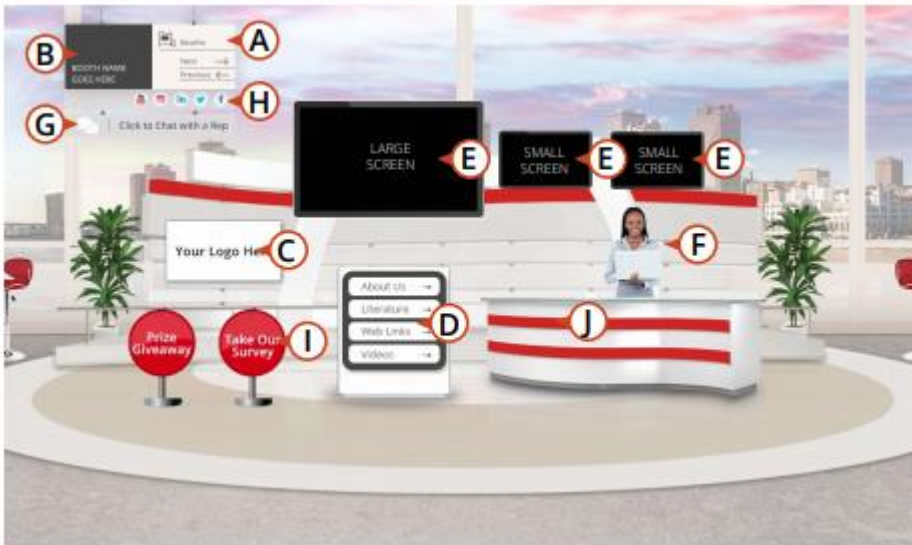 A
B
BOOTH NAME
GOES HERE
Booths
Next →
Previous ←
H
G
Click to Chat with a Rep
LARGE
SCREEN
E
SMALL
SCREEN
E
SMALL
SCREEN
E
Your Logo He
C
F
About Us →
Literature →
D
Web Links →
Videos →
Prize
Giveaway
Take Our
Survey
I
J